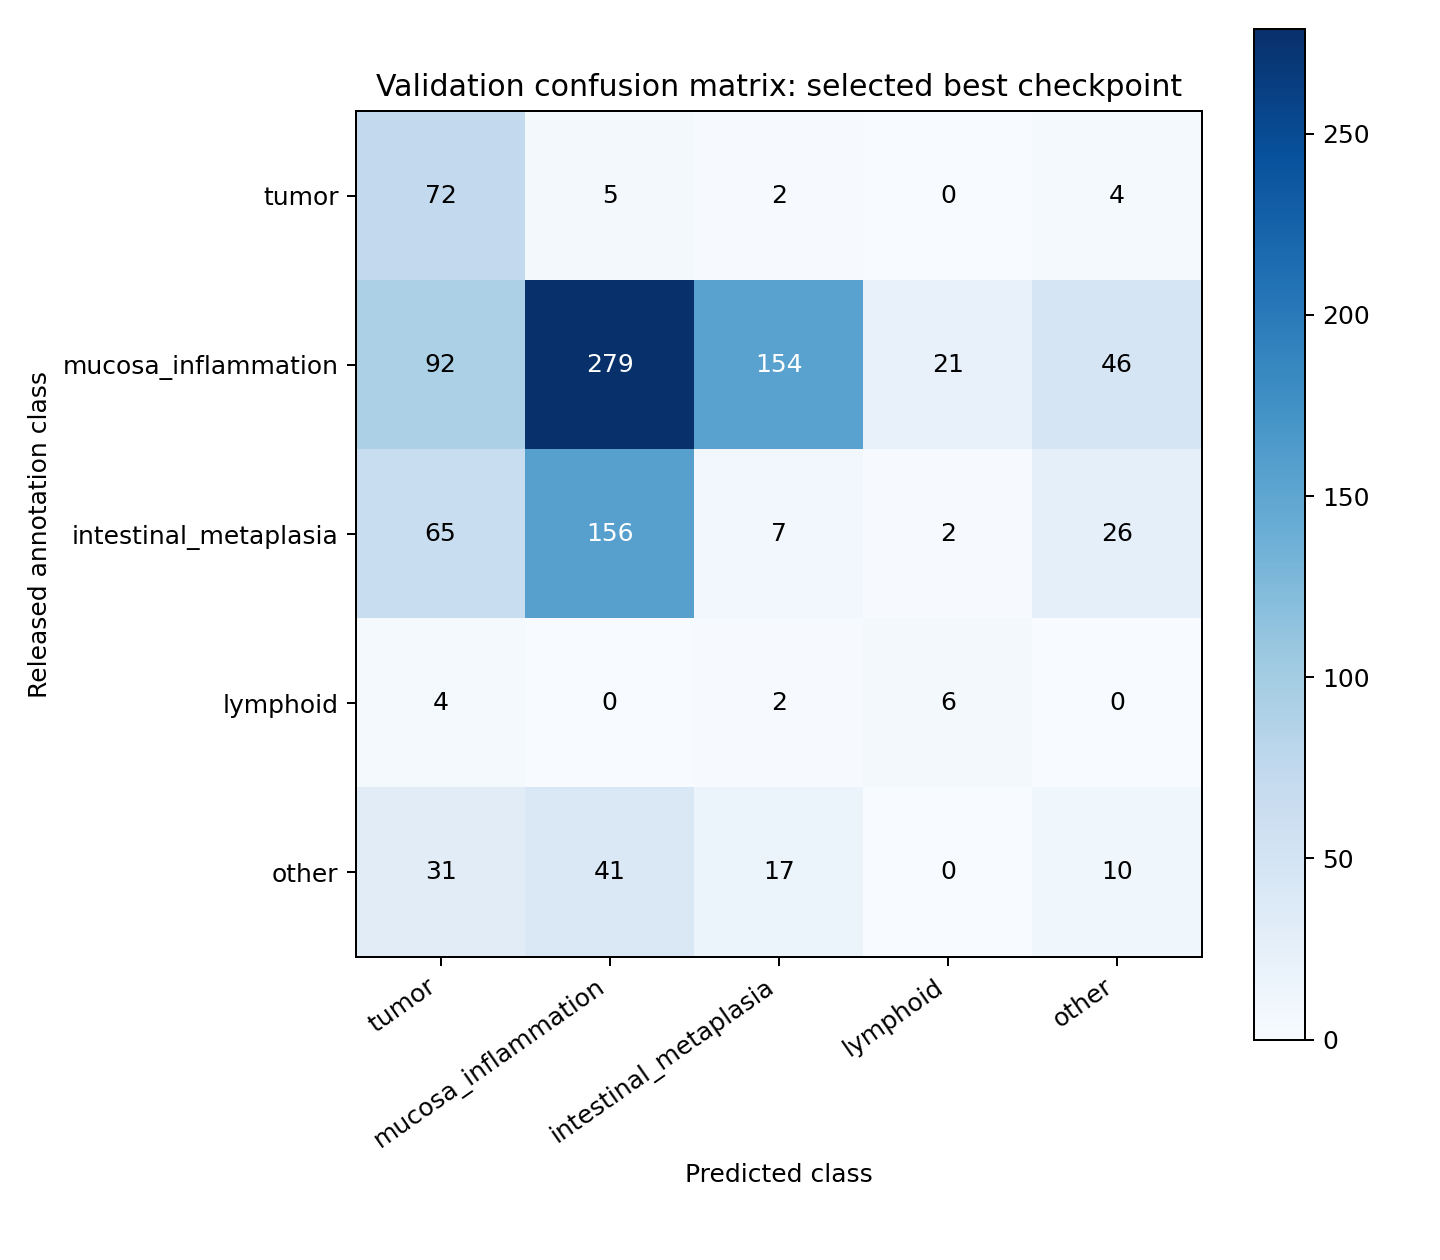 Validation confusion matrix: selected best checkpoint
tumor 72 5 2 0 4
mucosa_inflammation 92 279 154 21 46
intestinal_metaplasia 65 156 7 2 26
lymphoid 4 0 2 6 0
other 31 41 17 0 10
Released annotation class
tumor
mucosa_inflammation
intestinal_metaplasia
lymphoid
other
Predicted class
250
200
150
100
50
0